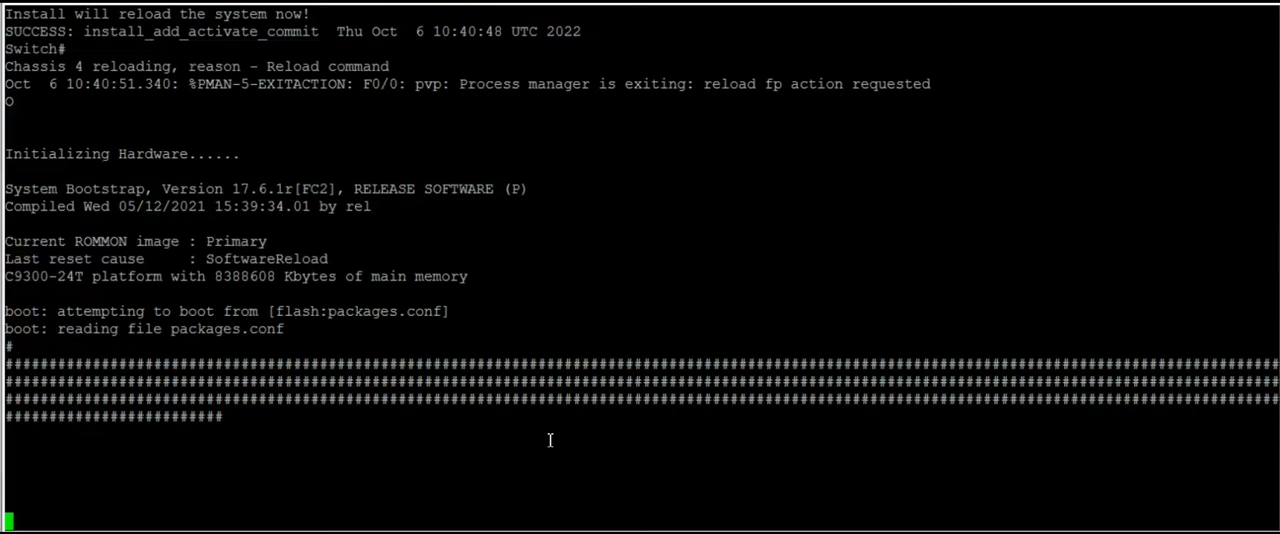 Install will reload the system now!
SUCCESS: install_add_activate_commit  Thu Oct  6 10:40:48 UTC 2022
Switch#
Chassis 4 reloading, reason - Reload command
Oct  6 10:40:51.340: %PMAN-5-EXITACTION: F0/0: pvp: Process manager is exiting: reload fp action requested
O
Initializing Hardware......
System Bootstrap, Version 17.6.1r[FC2], RELEASE SOFTWARE (P)
Compiled Wed 05/12/2021 15:39:34.01 by rel
Current ROMMON image : Primary
Last reset cause     : SoftwareReload
C9300-24T platform with 8388608 Kbytes of main memory
boot: attempting to boot from [flash:packages.conf]
boot: reading file packages.conf
#
###################################################################################################################################################
###################################################################################################################################################
###################################################################################################################################################
#########################